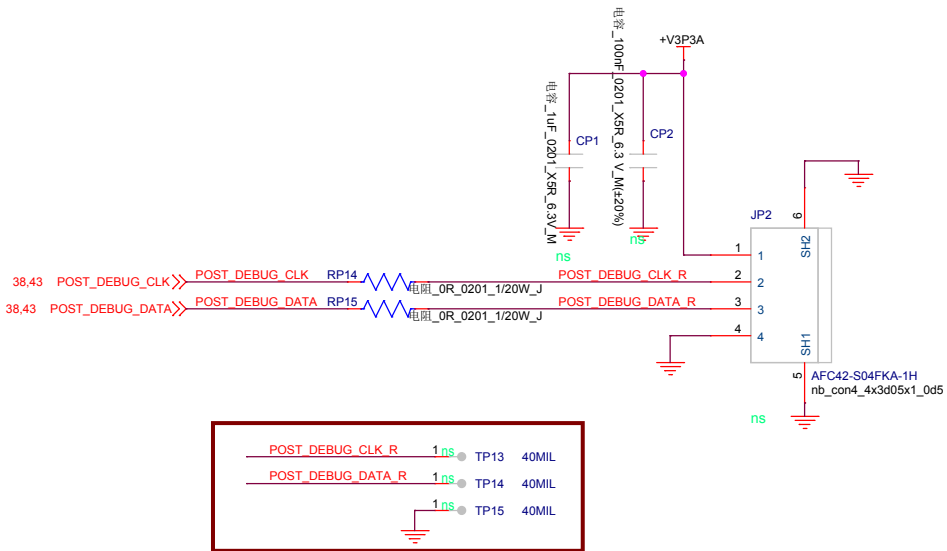 +V3P3A
电容_100nF_0201_X5R_6.3 V_M(±20%)
电容_1uF_0201_X5R_6.3V_M
CP1
CP2
ns
ns
JP2
6
SH2
1
1
2
2
3
3
4
4
SH1
5
38,43 POST_DEBUG_CLK
POST_DEBUG_CLK
RP14
电阻_0R_0201_1/20W_J
POST_DEBUG_CLK_R
38,43 POST_DEBUG_DATA
POST_DEBUG_DATA
RP15
电阻_0R_0201_1/20W_J
POST_DEBUG_DATA_R
AFC42-S04FKA-1H
nb_con4_4x3d05x1_0d5
ns
POST_DEBUG_CLK_R 1 ns TP13 40MIL
POST_DEBUG_DATA_R 1 ns TP14 40MIL
1 ns TP15 40MIL